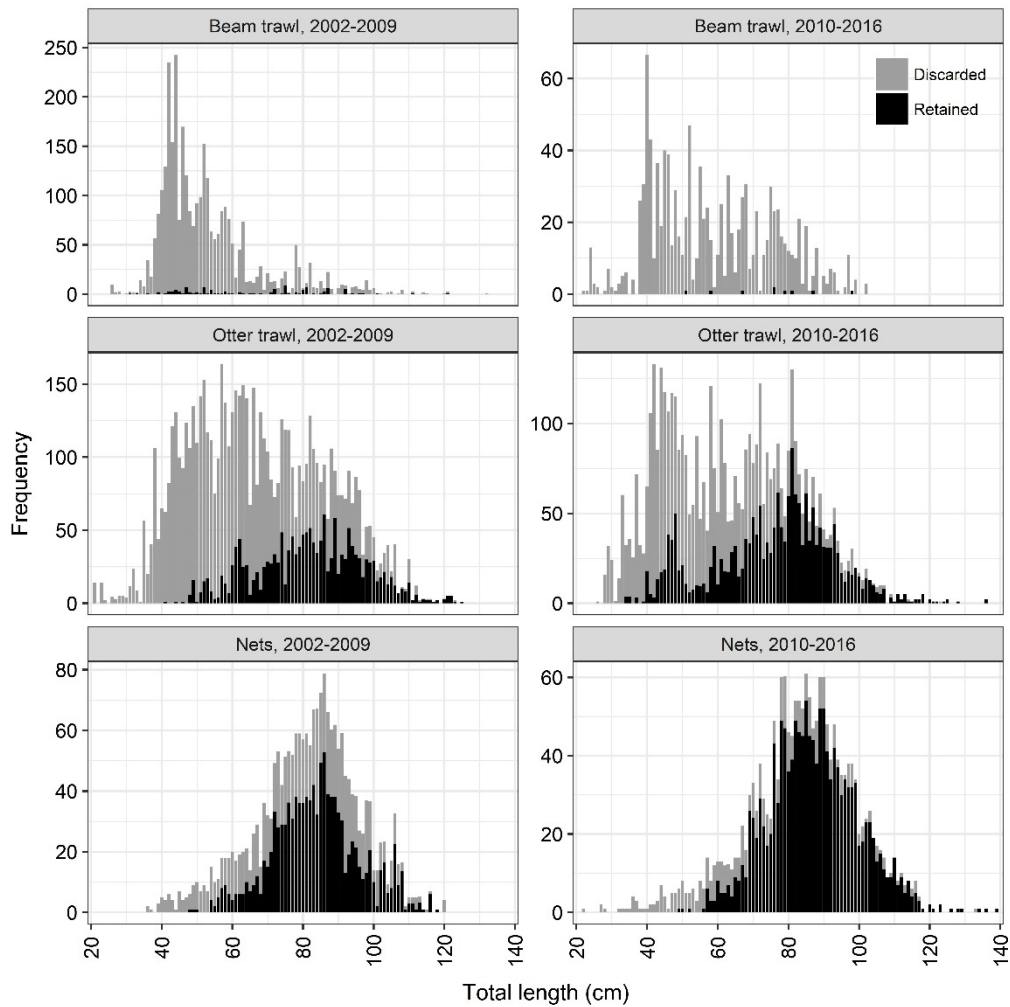 Beam trawl, 2002-2009
Beam trawl, 2010-2016
250
200
150
100
50
0
60
40
20
0
Discarded
Retained
Otter trawl, 2002-2009
Otter trawl, 2010-2016
Frequency
150
100
50
0
100
50
0
Nets, 2002-2009
Nets, 2010-2016
80
60
40
20
0
60
40
20
0
20 40 60 80 100 120 140
20 40 60 80 100 120 140
Total length (cm)